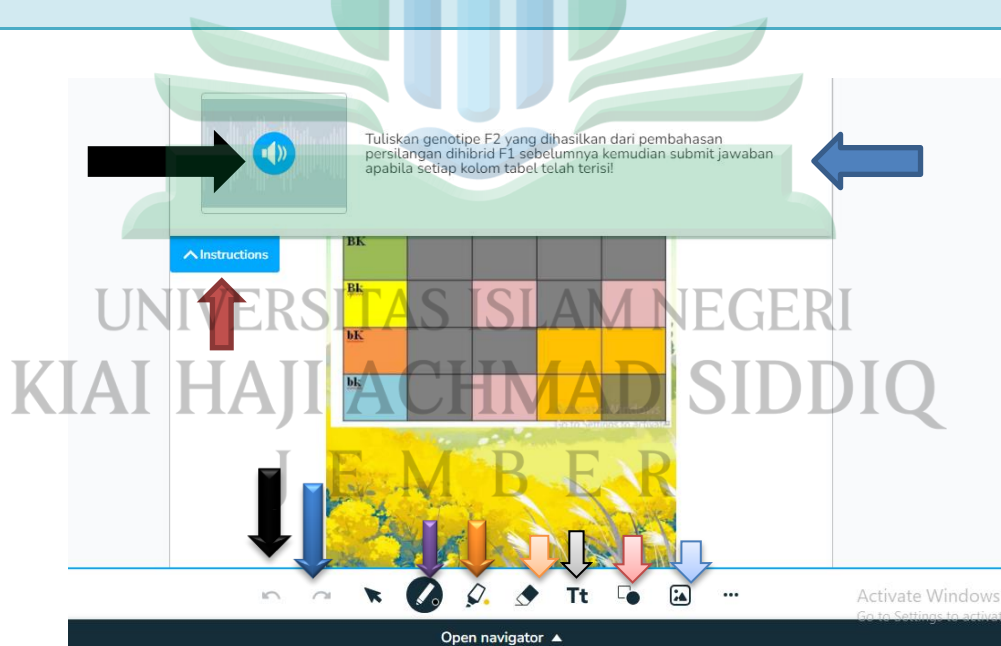 Tuliskan genotipe F2 yang dihasilkan dari pembahasan
persilangan dihibrid F1 sebelumnya kemudian submit jawaban
apabila setiap kolom tabel telah terisi!
Instructions
BK
Bk
bK
bk
UNIVERSITAS ISLAM NEGERI
KIAI HAJI ACHMAD SIDDIQ
JEMBER
Tt
Activate Windows
Open navigator